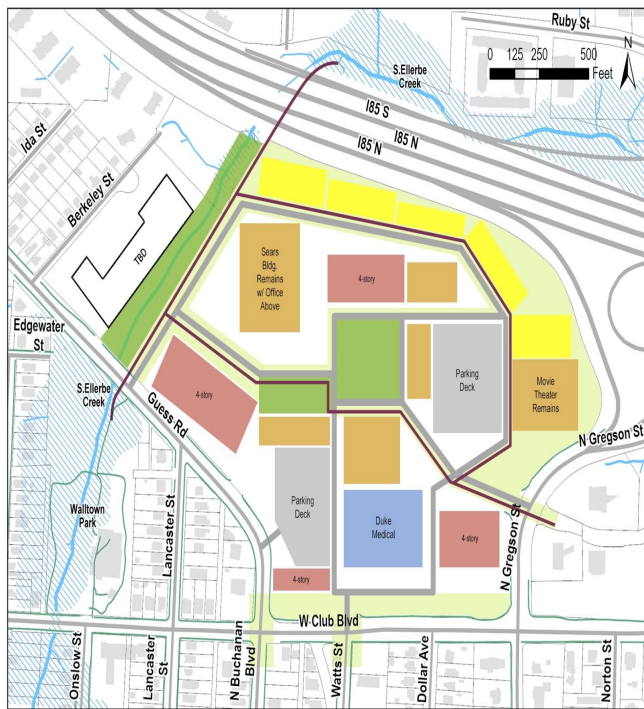 Ruby St
N
0 125 250 500
Feet
S.Ellerbe
Creek
I85 S
I85 N
I85 N
Ida St
Berkeley St
TBD
Sears
Bldg.
Remains
w/ Office
Above
4-story
Edgewater
St
Parking
Deck
Movie
Theater
Remains
S.Ellerbe
Creek
4-story
Guess Rd
N Gregson St
Walltown
Park
Lancaster St
Parking
Deck
Duke
Medical
4-story
N Gregson St
4-story
W Club Blvd
Onslow St
Lancaster
St
N Buchanan
Blvd
Watts St
Dollar Ave
Norton St